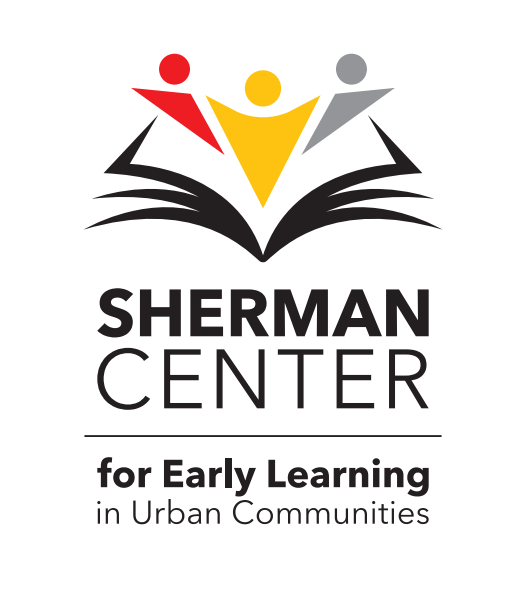 SHERMAN
CENTER
for Early Learning
in Urban Communities